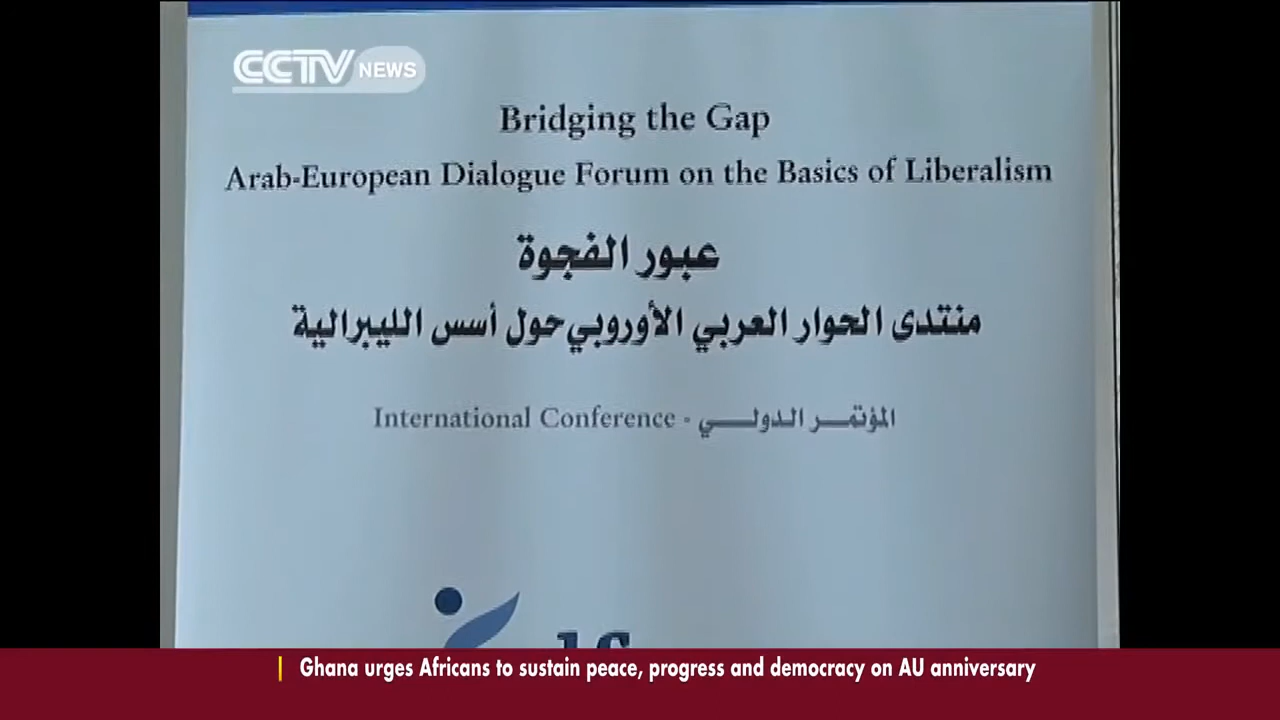 CCTV NEWS
Bridging the Gap
Arab-European Dialogue Forum on the Basics of Liberalism
عبور الفجوة
منتدى الحوار العربي الأوروبي حول أسس الليبرالية
International Conference - المؤتمر الدولي
Ghana urges Africans to sustain peace, progress and democracy on AU anniversary